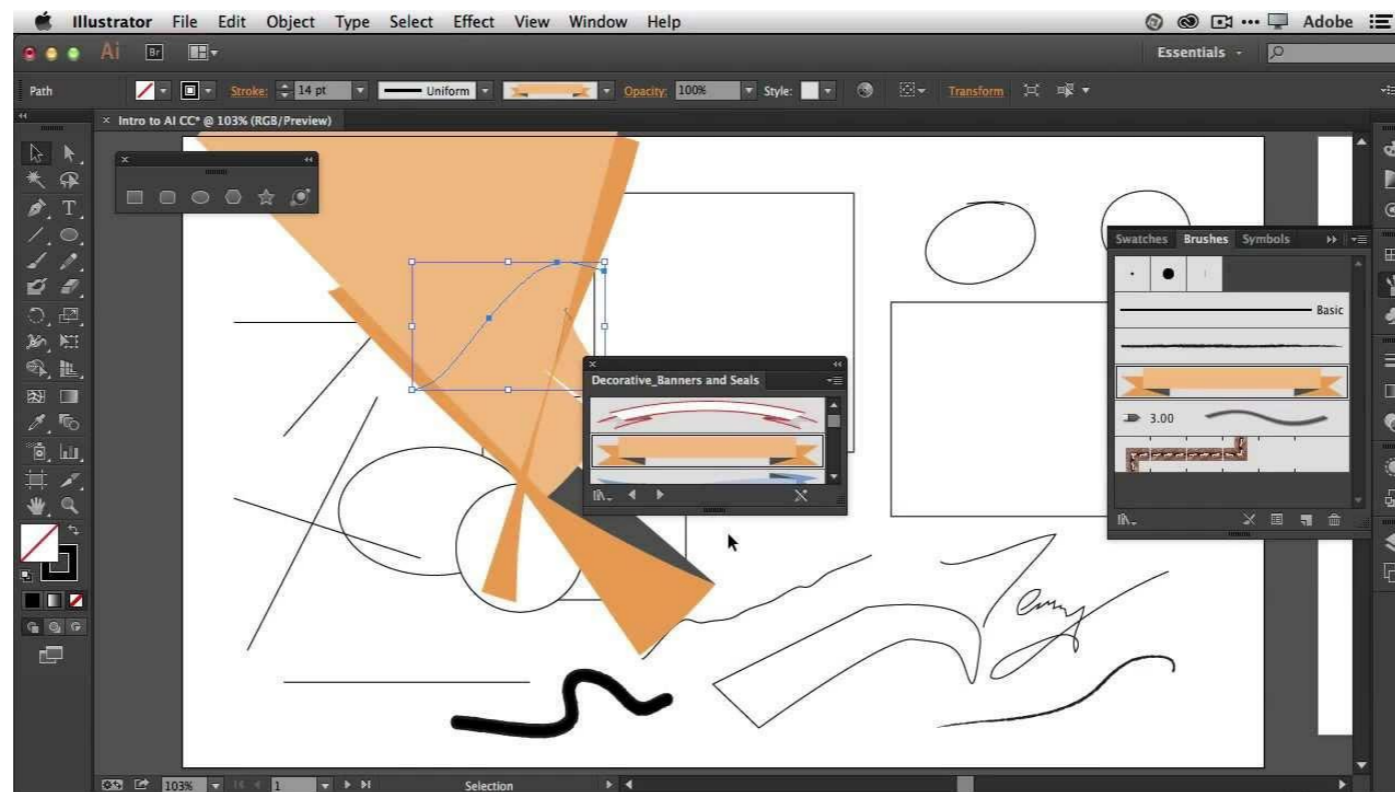 Illustrator File Edit Object Type Select Effect View Window Help Adobe
Ai Br Essentials
Path Stroke: 14 pt Uniform Opacity: 100% Style: Transform
× Intro to AI CC* @ 103% (RGB/Preview)
T
Swatches Brushes Symbols
Basic
Decorative_Banners and Seals
3.00
103% 1 Selection